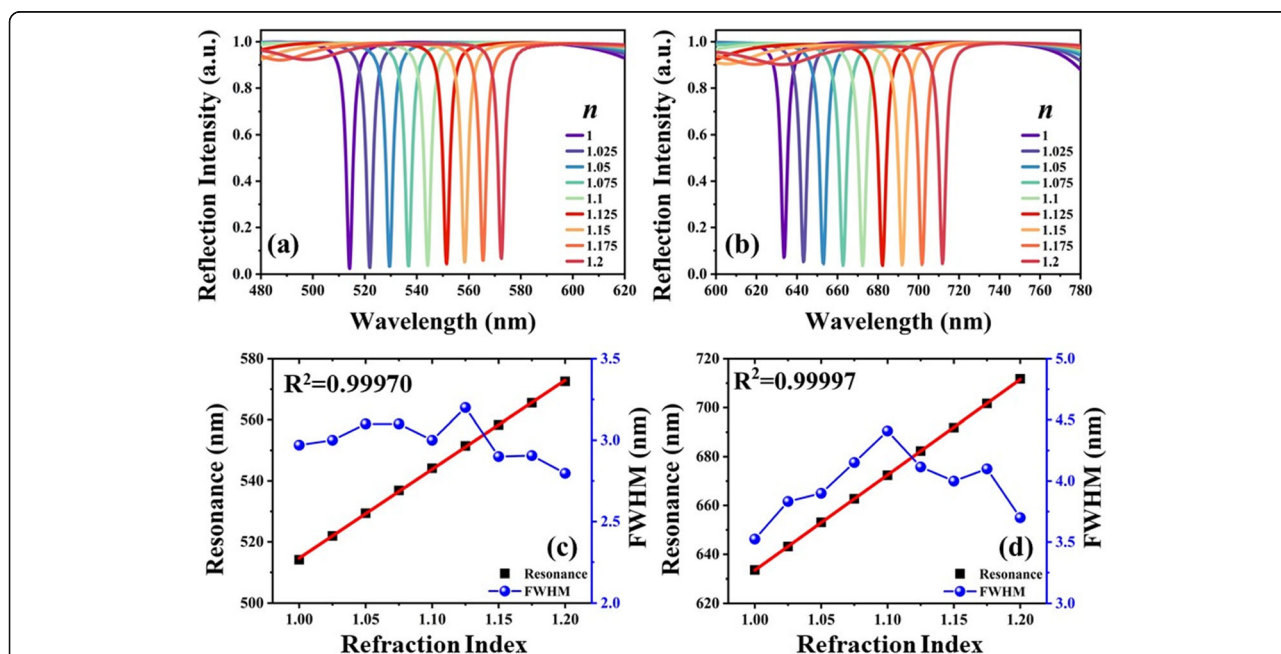 1.0
0.8
0.6
0.4
0.2
0.0
Reflection Intensity (a.u.)
n
1
1.025
1.05
1.075
1.1
1.125
1.15
1.175
1.2
(a)
480 500 520 540 560 580 600 620
Wavelength (nm)
1.0
0.8
0.6
0.4
0.2
0.0
Reflection Intensity (a.u.)
n
1
1.025
1.05
1.075
1.1
1.125
1.15
1.175
1.2
(b)
600 620 640 660 680 700 720 740 760 780
Wavelength (nm)
580
560
540
520
500
Resonance (nm)
R²=0.99970
3.5
3.0
2.5
2.0
FWHM (nm)
(c)
Resonance
FWHM
1.00 1.05 1.10 1.15 1.20
Refraction Index
720
700
680
660
640
620
Resonance (nm)
R²=0.99997
5.0
4.5
4.0
3.5
3.0
FWHM (nm)
(d)
Resonance
FWHM
1.00 1.05 1.10 1.15 1.20
Refraction Index